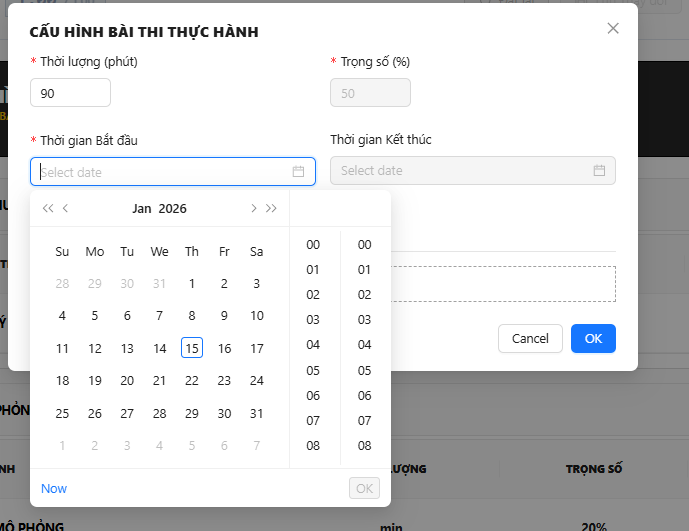 CẤU HÌNH BÀI THI THỰC HÀNH
* Thời lượng (phút)
* Trọng số (%)
90
50
* Thời gian Bắt đầu
Thời gian Kết thúc
Select date
Select date
Jan 2026
Su Mo Tu We Th Fr Sa
28 29 30 31 1 2 3
4 5 6 7 8 9 10
11 12 13 14 15 16 17
18 19 20 21 22 23 24
25 26 27 28 29 30 31
1 2 3 4 5 6 7
00 00
01 01
02 02
03 03
04 04
05 05
06 06
07 07
08 08
Now
OK
Cancel
OK
PHỎNG
NH
LƯỢNG
TRỌNG SỐ
MÔ PHỎNG
min
20%